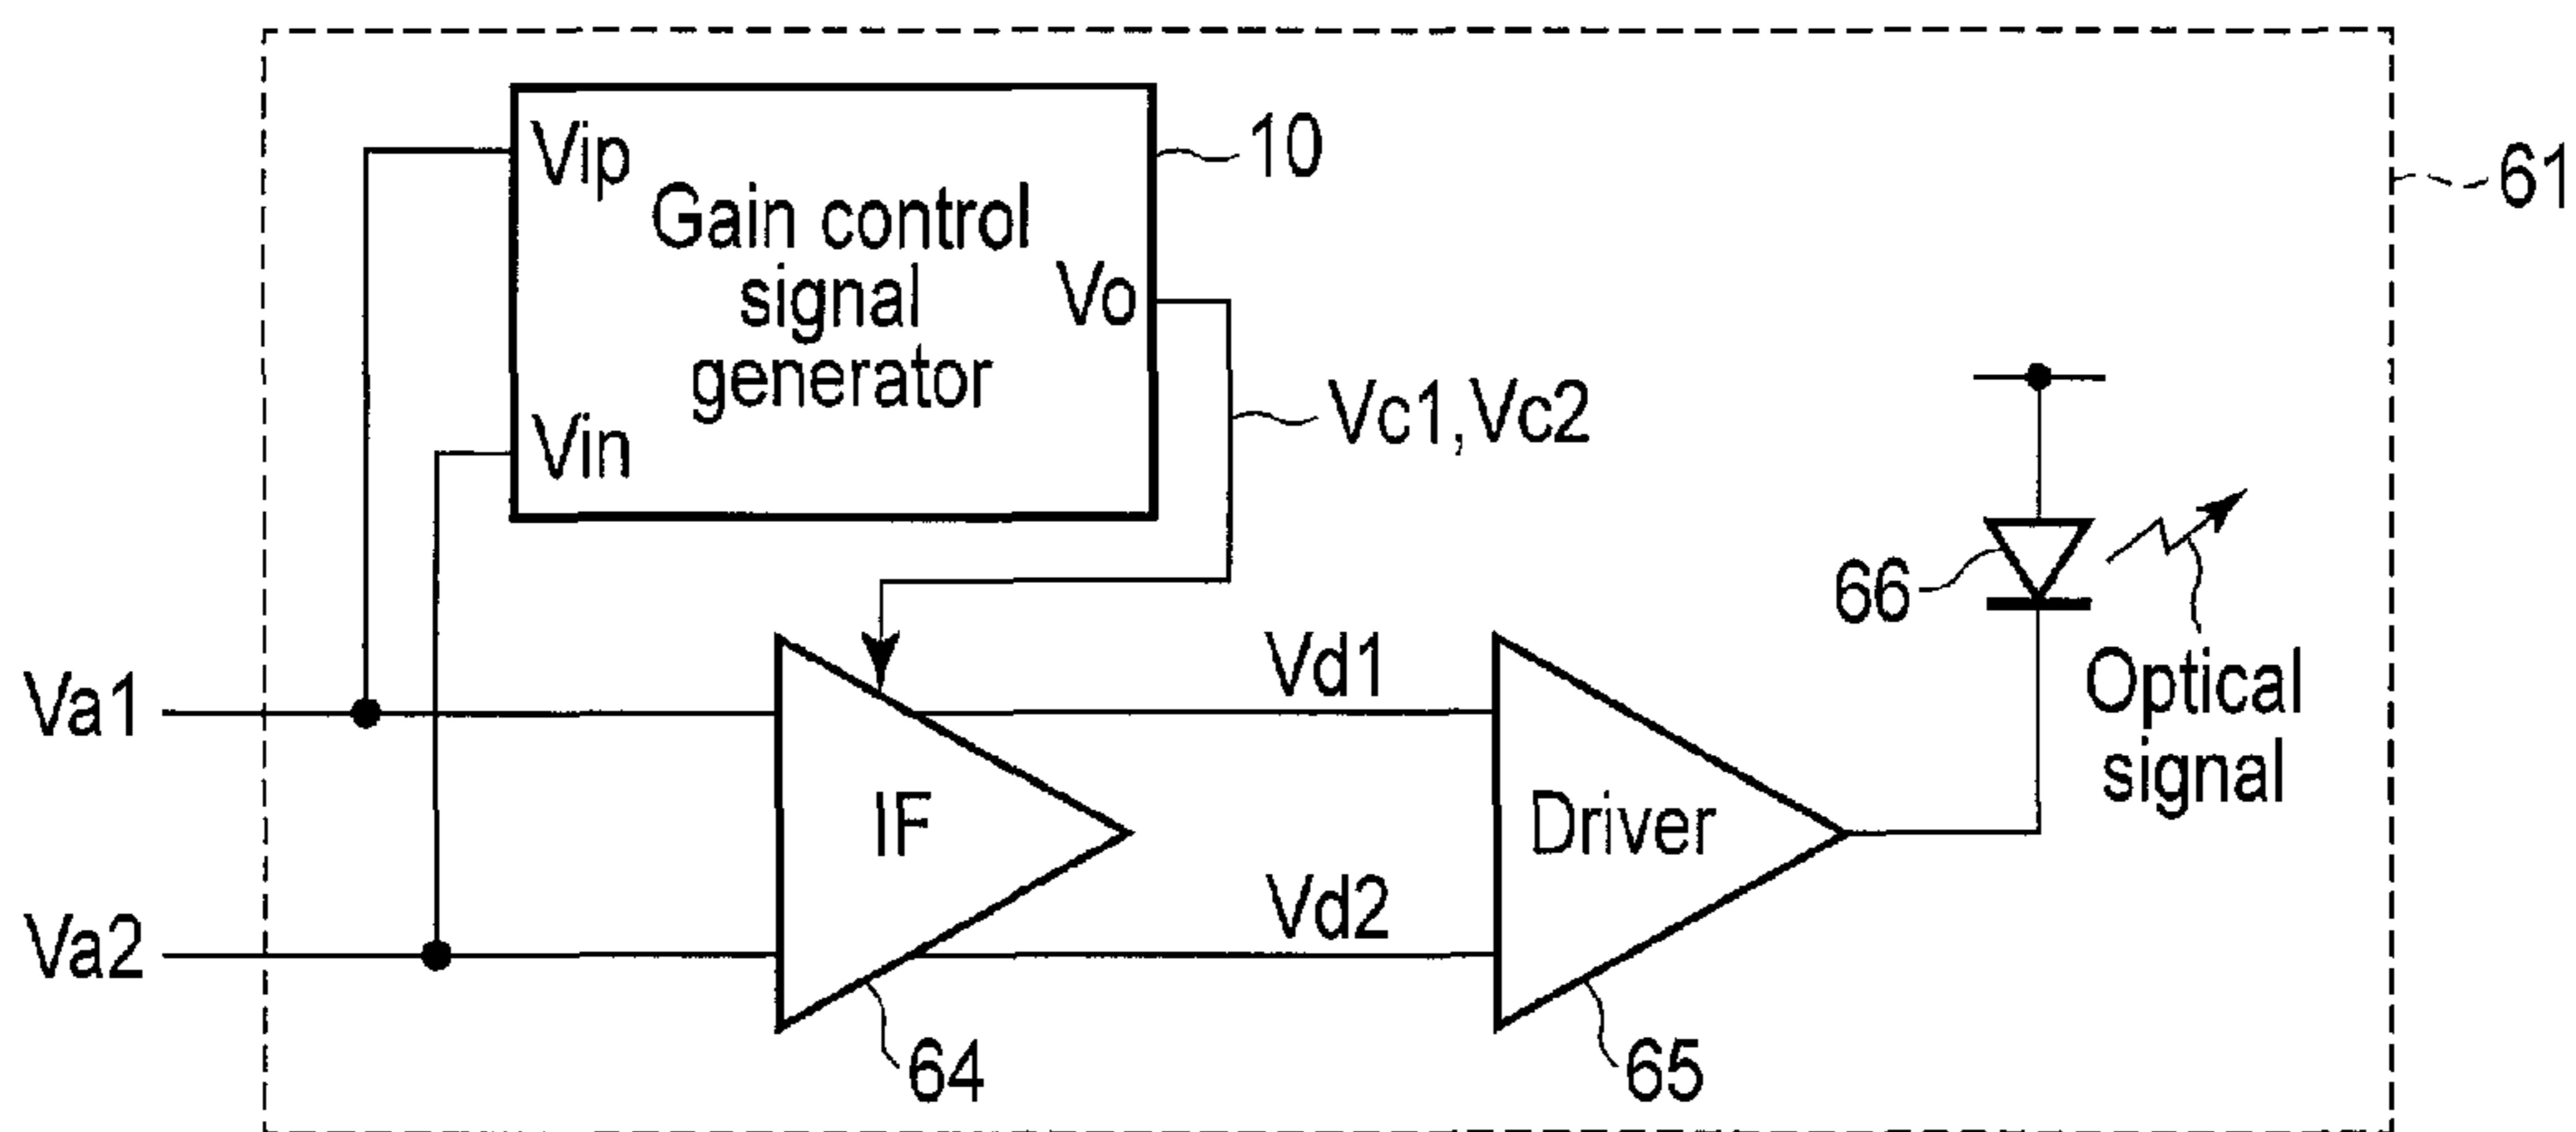 Vip
10
Gain control
signal
generator
Vo
Vin
61
Vc1,Vc2
66
Optical
signal
Va1
Vd1
IF
Driver
Va2
Vd2
64
65